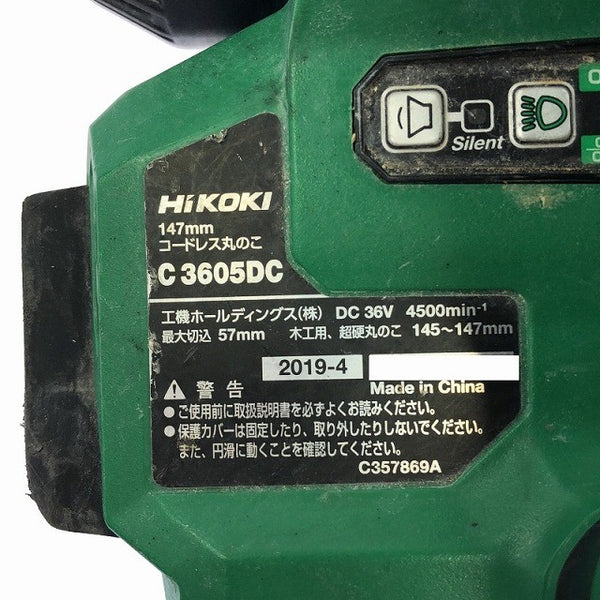 Silent
HiKOKI
147mm
コードレス丸のこ
C 3605DC
工機ホールディングス(株) DC 36V 4500min-1
最大切込 57mm 木工用、超硬丸のこ 145～147mm
2019-4
Made in China
警告
●ご使用前に取扱説明書を必ずよくお読みください。
●保護カバーは固定したり、取り外したりしないでください。
また、円滑に動くことを確認してください。
C357869A